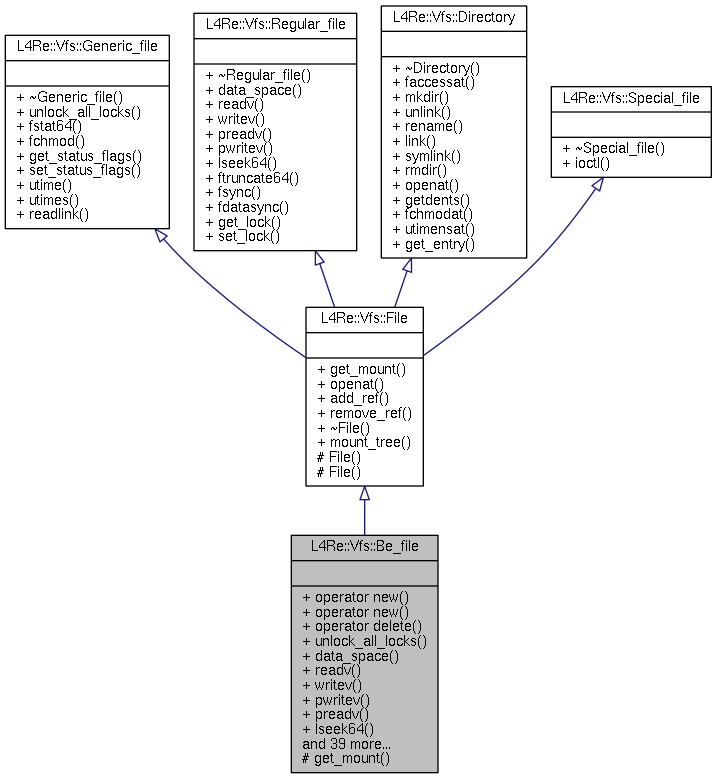 L4Re::Vfs::Generic_file
+ ~Generic_file()
+ unlock_all_locks()
+ fstat64()
+ fchmod()
+ get_status_flags()
+ set_status_flags()
+ utime()
+ utimes()
+ readlink()
L4Re::Vfs::Regular_file
+ ~Regular_file()
+ data_space()
+ readv()
+ writev()
+ preadv()
+ pwritev()
+ lseek64()
+ ftruncate64()
+ fsync()
+ fdatasync()
+ get_lock()
+ set_lock()
L4Re::Vfs::Directory
+ ~Directory()
+ faccessat()
+ mkdir()
+ unlink()
+ rename()
+ link()
+ symlink()
+ rmdir()
+ openat()
+ getdents()
+ fchmodat()
+ utimensat()
+ get_entry()
L4Re::Vfs::Special_file
+ ~Special_file()
+ ioctl()
L4Re::Vfs::File
+ get_mount()
+ openat()
+ add_ref()
+ remove_ref()
+ ~File()
+ mount_tree()
# File()
# File()
L4Re::Vfs::Be_file
+ operator new()
+ operator new()
+ operator delete()
+ unlock_all_locks()
+ data_space()
+ readv()
+ writev()
+ pwritev()
+ preadv()
+ lseek64()
and 39 more...
# get_mount()